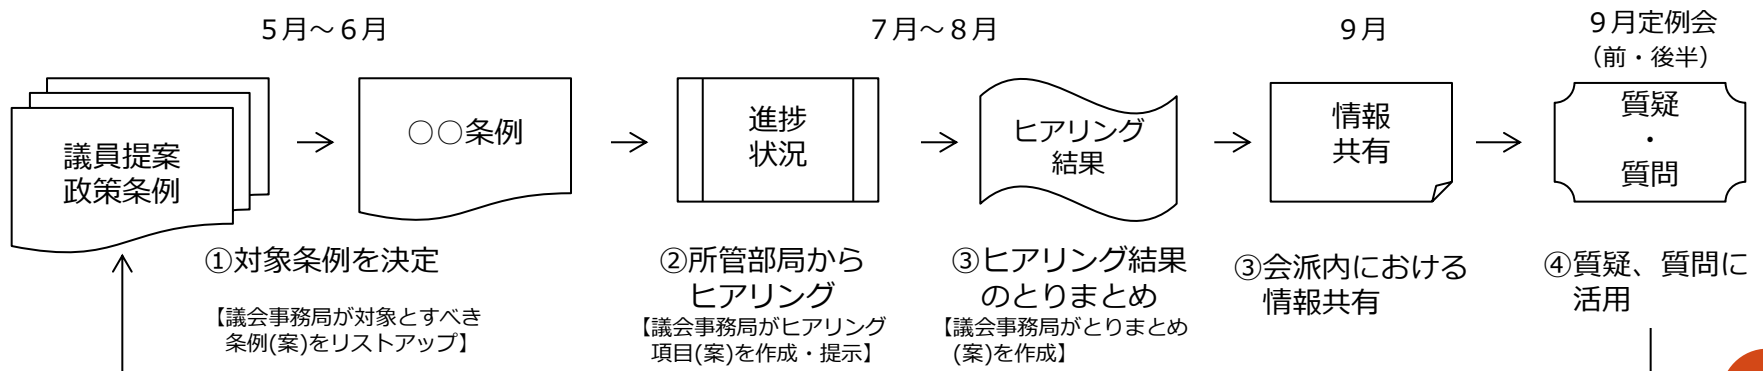 ５月～６月
７月～８月
９月
９月定例会
（前・後半）
議員提案
政策条例
○○条例
進捗
状況
ヒアリング
結果
情報
共有
質疑
・
質問
①対象条例を決定
【議会事務局が対象とすべき
条例(案)をリストアップ】
②所管部局から
ヒアリング
【議会事務局がヒアリング
項目(案)を作成・提示】
③ヒアリング結果
のとりまとめ
【議会事務局がとりまとめ
(案)を作成】
③会派内における
情報共有
④質疑、質問に
活用